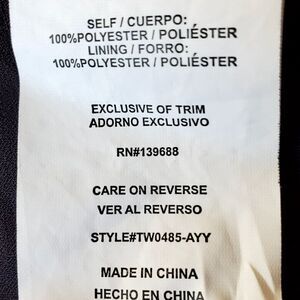 SELF / CUERPO:
100%POLYESTER / POLIÉSTER
LINING / FORRO:
100%POLYESTER / POLIÉSTER
EXCLUSIVE OF TRIM
ADORNO EXCLUSIVO
RN#139688
CARE ON REVERSE
VER AL REVERSO
STYLE#TW0485-AYY
MADE IN CHINA
HECHO EN CHINA